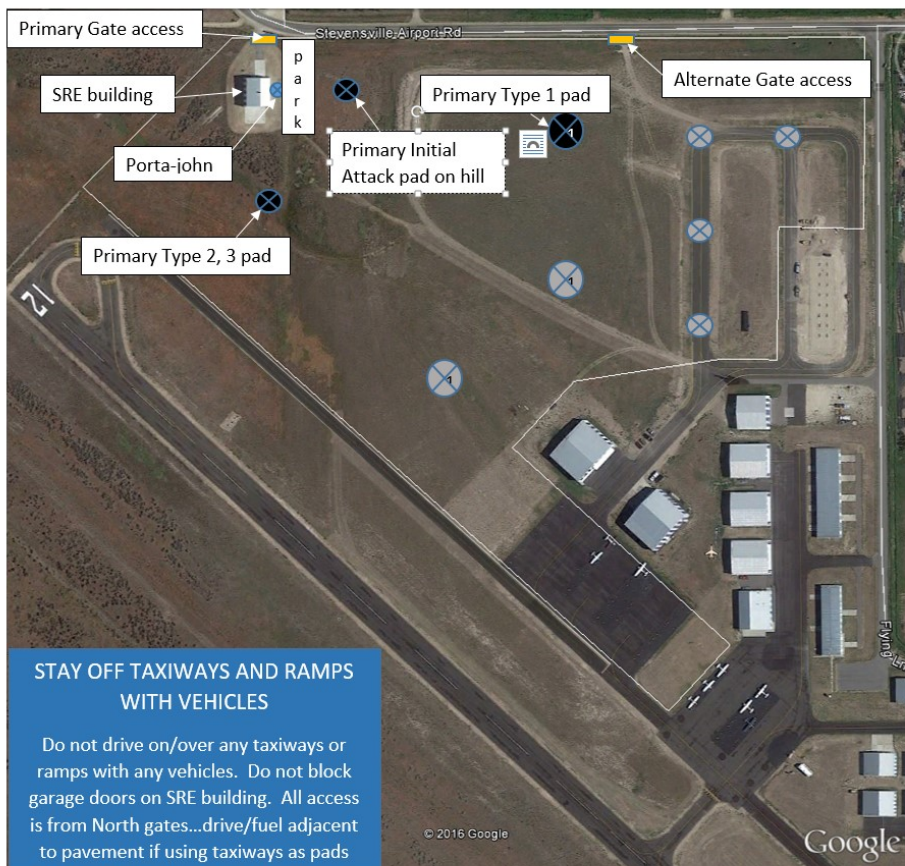 Primary Gate access
Stevensville Airport Rd
p
a
r
k
SRE building
Primary Type 1 pad
Alternate Gate access
1
Primary Initial
Attack pad on hill
Porta-john
Primary Type 2, 3 pad
1
12
1
STAY OFF TAXIWAYS AND RAMPS
WITH VEHICLES
Do not drive on/over any taxiways or
ramps with any vehicles. Do not block
garage doors on SRE building. All access
is from North gates...drive/fuel adjacent
to pavement if using taxiways as pads
© 2016 Google
Google
Flying